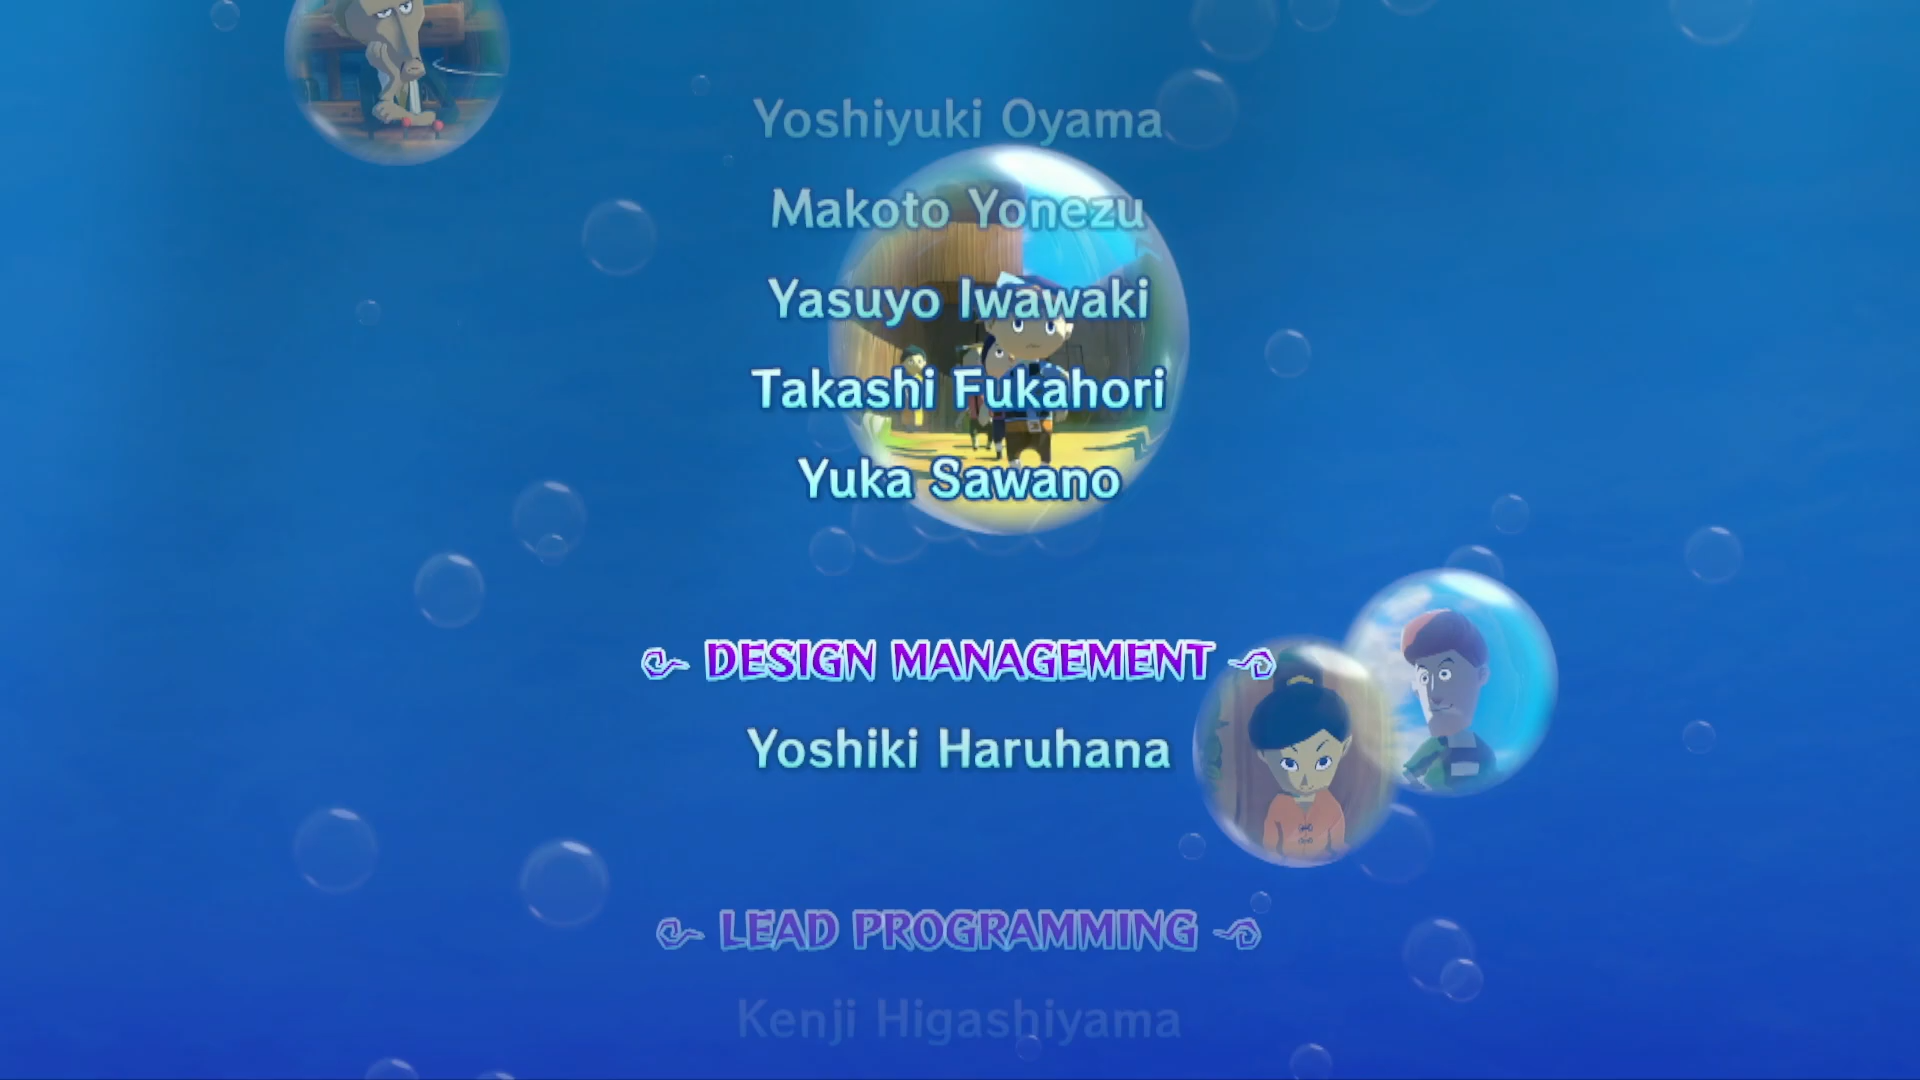 Yoshiyuki Oyama
Makoto Yonezu
Yasuyo Iwawaki
Takashi Fukahori
Yuka Sawano
DESIGN MANAGEMENT
Yoshiki Haruhana
LEAD PROGRAMMING
Kenji Higashiyama